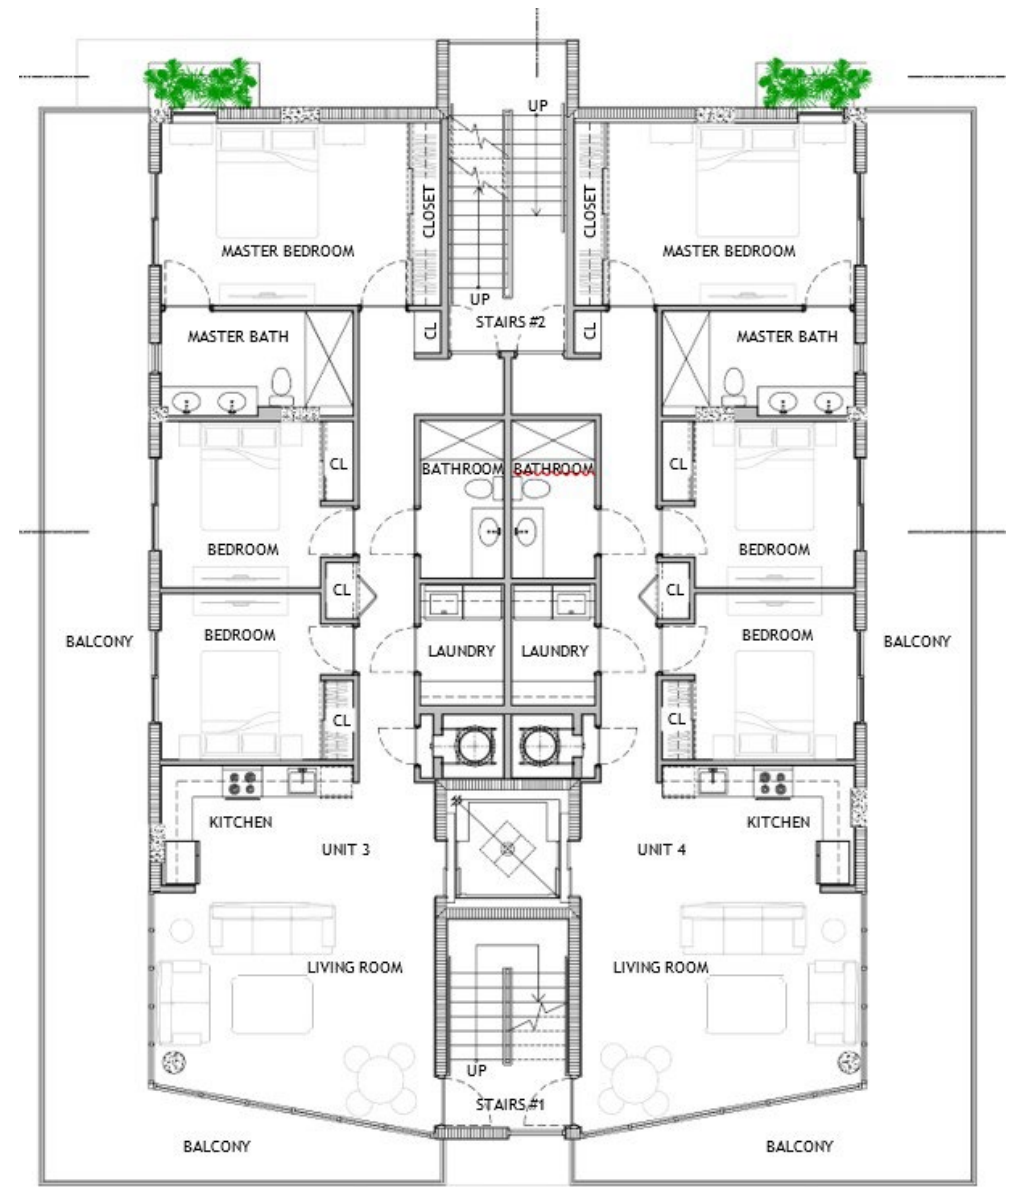 UP
CLOSET
CLOSET
MASTER BEDROOM
MASTER BEDROOM
UP
STAIRS #2
CL
CL
MASTER BATH
MASTER BATH
CL
BATHROOM
BATHROOM
CL
BEDROOM
BEDROOM
CL
CL
BEDROOM
BEDROOM
BALCONY
LAUNDRY
LAUNDRY
BALCONY
CL
CL
KITCHEN
KITCHEN
UNIT 3
UNIT 4
LIVING ROOM
LIVING ROOM
UP
STAIRS #1
BALCONY
BALCONY